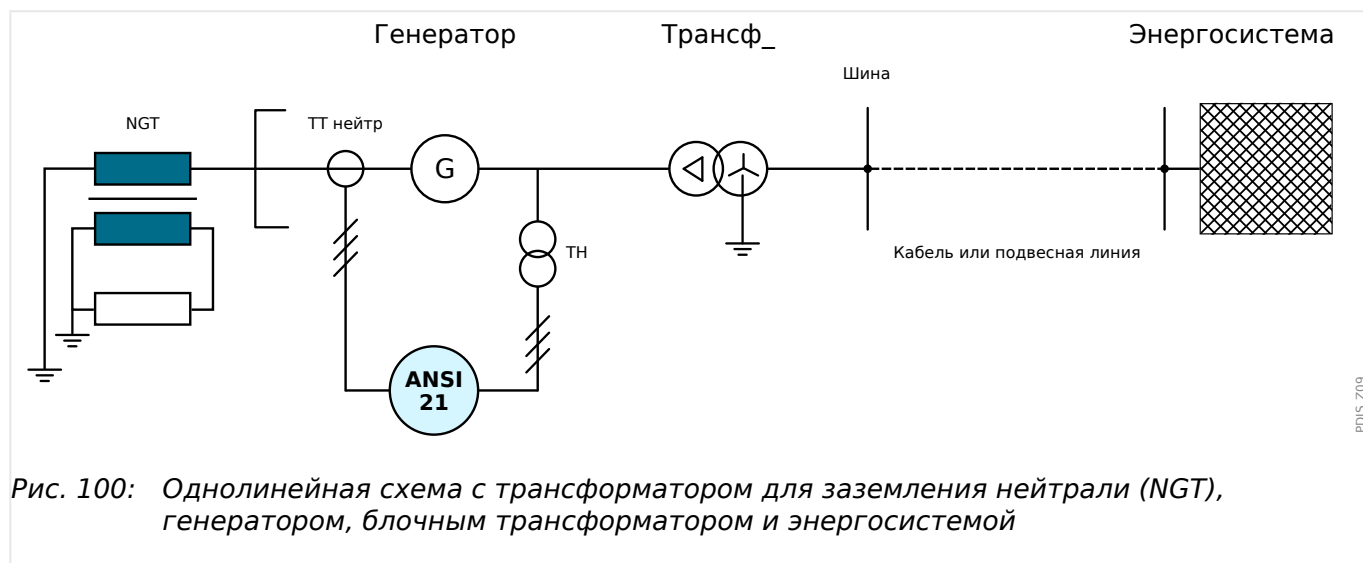 Генератор
Трансф_
Энергосистема
Шина
NGT
ТТ нейтр
G
ТН
Кабель или подвесная линия
ANSI
21
PDIS_Z09
Рис. 100: Однолинейная схема с трансформатором для заземления нейтрали (NGT),
генератором, блочным трансформатором и энергосистемой